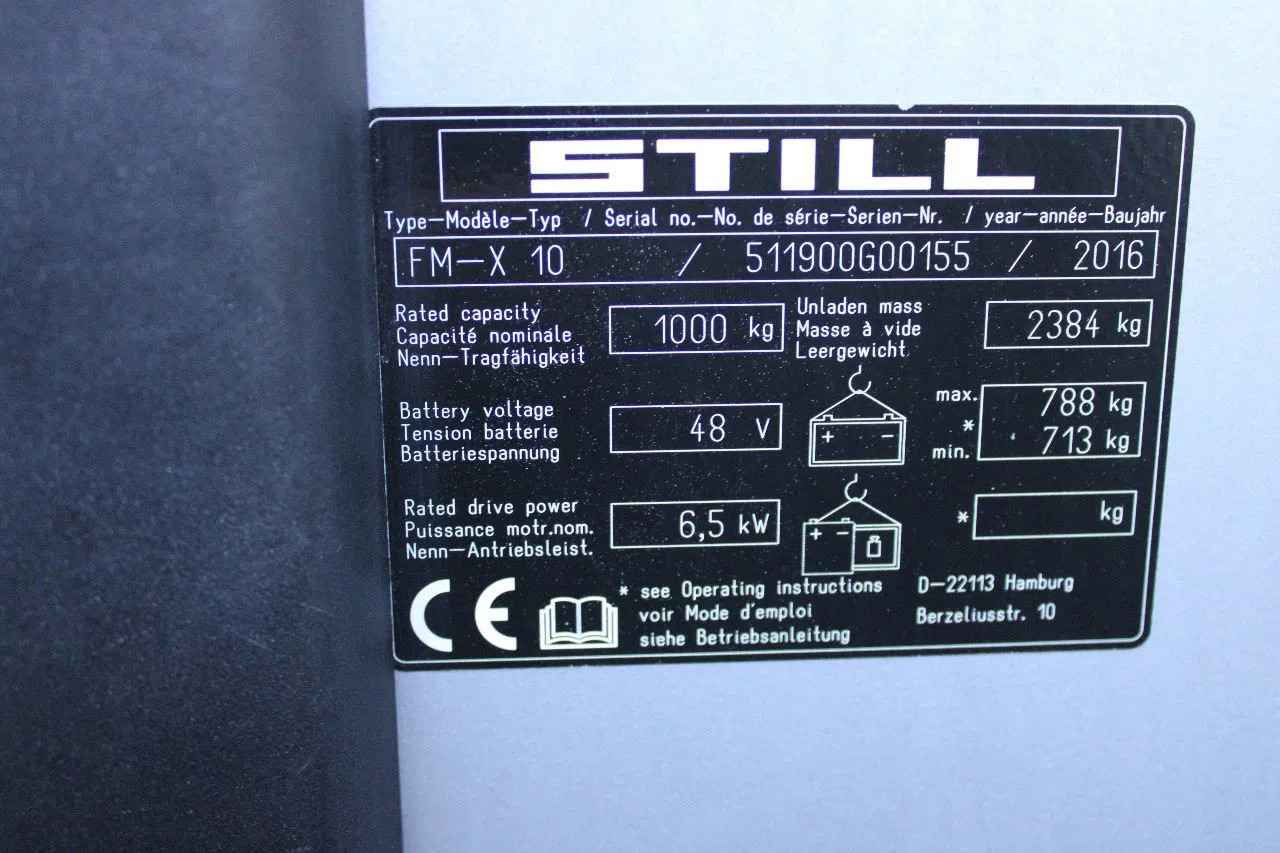 STILL
Type-Modèle-Typ / Serial no.-No. de série-Serien-Nr. / year-année-Baujahr
FM-X 10 / 511900G00155 / 2016
Rated capacity
Capacité nominale
Nenn-Tragfähigkeit
1000 kg
Unladen mass
Masse à vide
Leergewicht
2384 kg
Battery voltage
Tension batterie
Batteriespannung
48 V
+ -
max. 788 kg
*
min. 713 kg
Rated drive power
Puissance motr.nom.
Nenn-Antriebsleist.
6,5 kW
+ -
* kg
CE
* see Operating instructions
voir Mode d'emploi
siehe Betriebsanleitung
D-22113 Hamburg
Berzeliusstr. 10